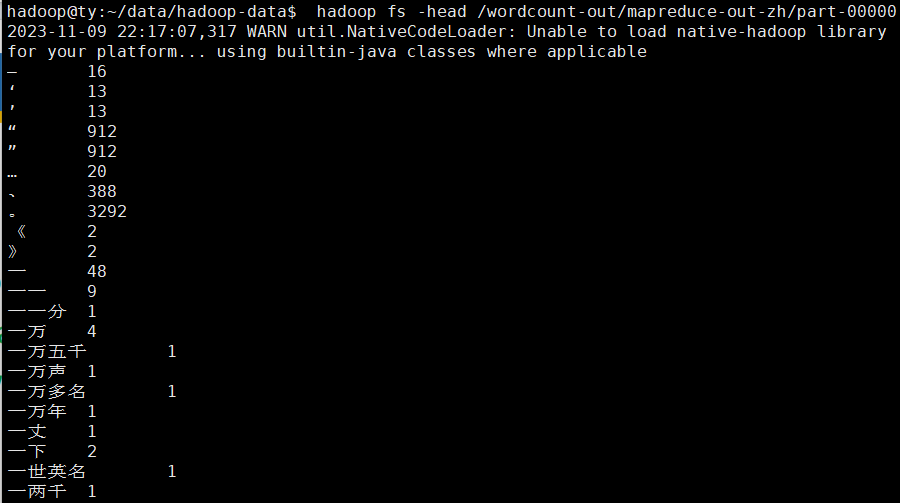 hadoop@ty:~/data/hadoop-data$  hadoop fs -head /wordcount-out/mapreduce-out-zh/part-00000
2023-11-09 22:17:07,317 WARN util.NativeCodeLoader: Unable to load native-hadoop library
for your platform... using builtin-java classes where applicable
—	16
‘	13
’	13
“	912
”	912
…	20
、	388
。	3292
《	2
》	2
一	48
一一	9
一一分	1
一万	4
一万五千	1
一万声	1
一万多名	1
一万年	1
一丈	1
一下	2
一世英名	1
一两千	1